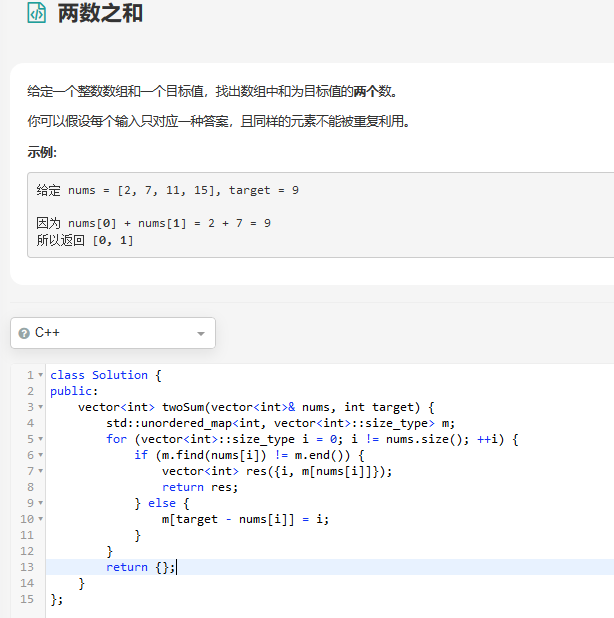 两数之和
给定一个整数数组和一个目标值，找出数组中和为目标值的两个数。
你可以假设每个输入只对应一种答案，且同样的元素不能被重复利用。
示例:
给定 nums = [2, 7, 11, 15], target = 9
因为 nums[0] + nums[1] = 2 + 7 = 9
所以返回 [0, 1]
? C++
1 class Solution {
2 public:
3     vector<int> twoSum(vector<int>& nums, int target) {
4         std::unordered_map<int, vector<int>::size_type> m;
5         for (vector<int>::size_type i = 0; i != nums.size(); ++i) {
6             if (m.find(nums[i]) != m.end()) {
7                 vector<int> res({i, m[nums[i]]});
8                 return res;
9             } else {
10                 m[target - nums[i]] = i;
11             }
12         }
13         return {};
14     }
15 };